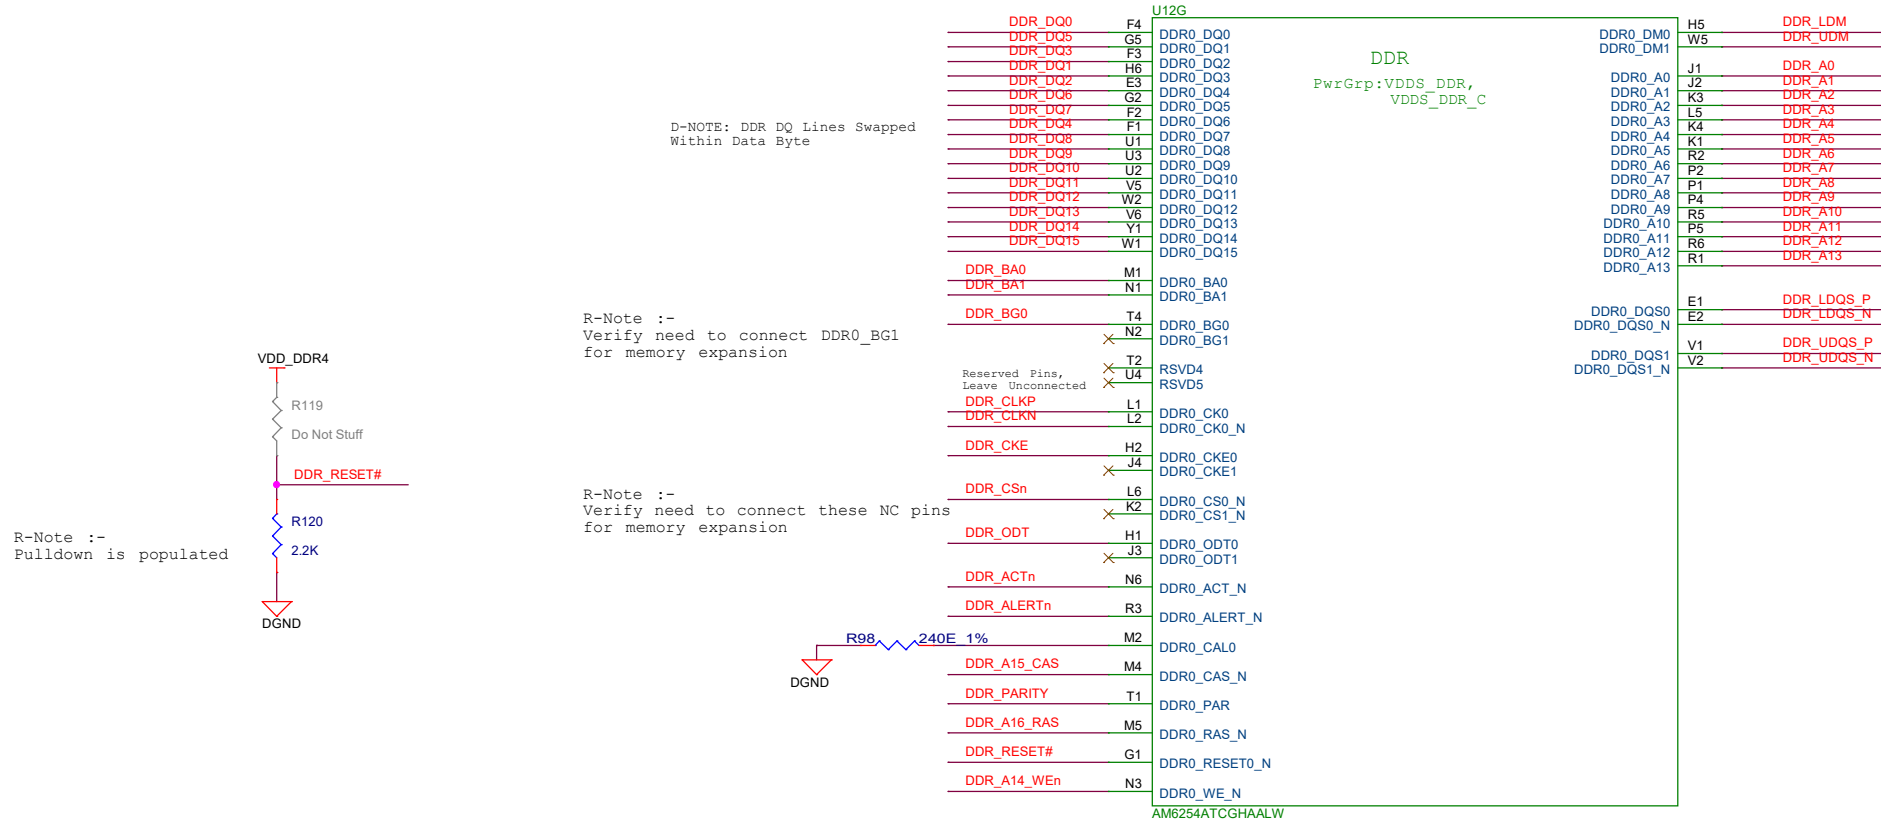 U12G
DDR_DQ0 F4 DDR0_DQ0
DDR_DQ5 G5 DDR0_DQ1
DDR_DQ3 F3 DDR0_DQ2
DDR_DQ1 H6 DDR0_DQ3
DDR_DQ2 E3 DDR0_DQ4
DDR_DQ6 G2 DDR0_DQ5
DDR_DQ7 F2 DDR0_DQ6
DDR_DQ4 F1 DDR0_DQ7
DDR_DQ8 U1 DDR0_DQ8
DDR_DQ9 U3 DDR0_DQ9
DDR_DQ10 U2 DDR0_DQ10
DDR_DQ11 V5 DDR0_DQ11
DDR_DQ12 W2 DDR0_DQ12
DDR_DQ13 V6 DDR0_DQ13
DDR_DQ14 Y1 DDR0_DQ14
DDR_DQ15 W1 DDR0_DQ15
D-NOTE: DDR DQ Lines Swapped
Within Data Byte
DDR_BA0 M1 DDR0_BA0
DDR_BA1 N1 DDR0_BA1
DDR_BG0 T4 DDR0_BG0
N2 DDR0_BG1
R-Note :-
Verify need to connect DDR0_BG1
for memory expansion
T2 RSVD4
U4 RSVD5
Reserved Pins,
Leave Unconnected
DDR_CLKP L1 DDR0_CK0
DDR_CLKN L2 DDR0_CK0_N
DDR_CKE H2 DDR0_CKE0
J4 DDR0_CKE1
DDR_CSn L6 DDR0_CS0_N
K2 DDR0_CS1_N
R-Note :-
Verify need to connect these NC pins
for memory expansion
DDR_ODT H1 DDR0_ODT0
J3 DDR0_ODT1
DDR_ACTn N6 DDR0_ACT_N
DDR_ALERTn R3 DDR0_ALERT_N
R98 240E_1% M2 DDR0_CAL0
DGND
DDR_A15_CAS M4 DDR0_CAS_N
DDR_PARITY T1 DDR0_PAR
DDR_A16_RAS M5 DDR0_RAS_N
DDR_RESET# G1 DDR0_RESET0_N
DDR_A14_WEn N3 DDR0_WE_N
AM6254ATCGHAALW
DDR
PwrGrp:VDDS_DDR,
VDDS_DDR_C
DDR0_DM0 H5 DDR_LDM
DDR0_DM1 W5 DDR_UDM
DDR0_A0 J1 DDR_A0
DDR0_A1 J2 DDR_A1
DDR0_A2 K3 DDR_A2
DDR0_A3 L5 DDR_A3
DDR0_A4 K4 DDR_A4
DDR0_A5 K1 DDR_A5
DDR0_A6 R2 DDR_A6
DDR0_A7 P2 DDR_A7
DDR0_A8 P1 DDR_A8
DDR0_A9 P4 DDR_A9
DDR0_A10 R5 DDR_A10
DDR0_A11 P5 DDR_A11
DDR0_A12 R6 DDR_A12
DDR0_A13 R1 DDR_A13
DDR0_DQS0 E1 DDR_LDQS_P
DDR0_DQS0_N E2 DDR_LDQS_N
DDR0_DQS1 V1 DDR_UDQS_P
DDR0_DQS1_N V2 DDR_UDQS_N
VDD_DDR4
R119
Do Not Stuff
DDR_RESET#
R120
2.2K
DGND
R-Note :-
Pulldown is populated